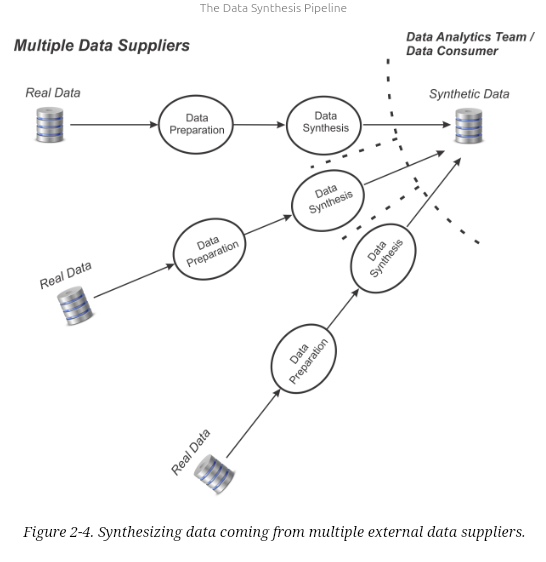 The Data Synthesis Pipeline
Multiple Data Suppliers
Data Analytics Team /
Data Consumer
Real Data
Synthetic Data
Data
Preparation
Data
Synthesis
Real Data
Data
Preparation
Data
Synthesis
Real Data
Data
Preparation
Data
Synthesis
Figure 2-4. Synthesizing data coming from multiple external data suppliers.